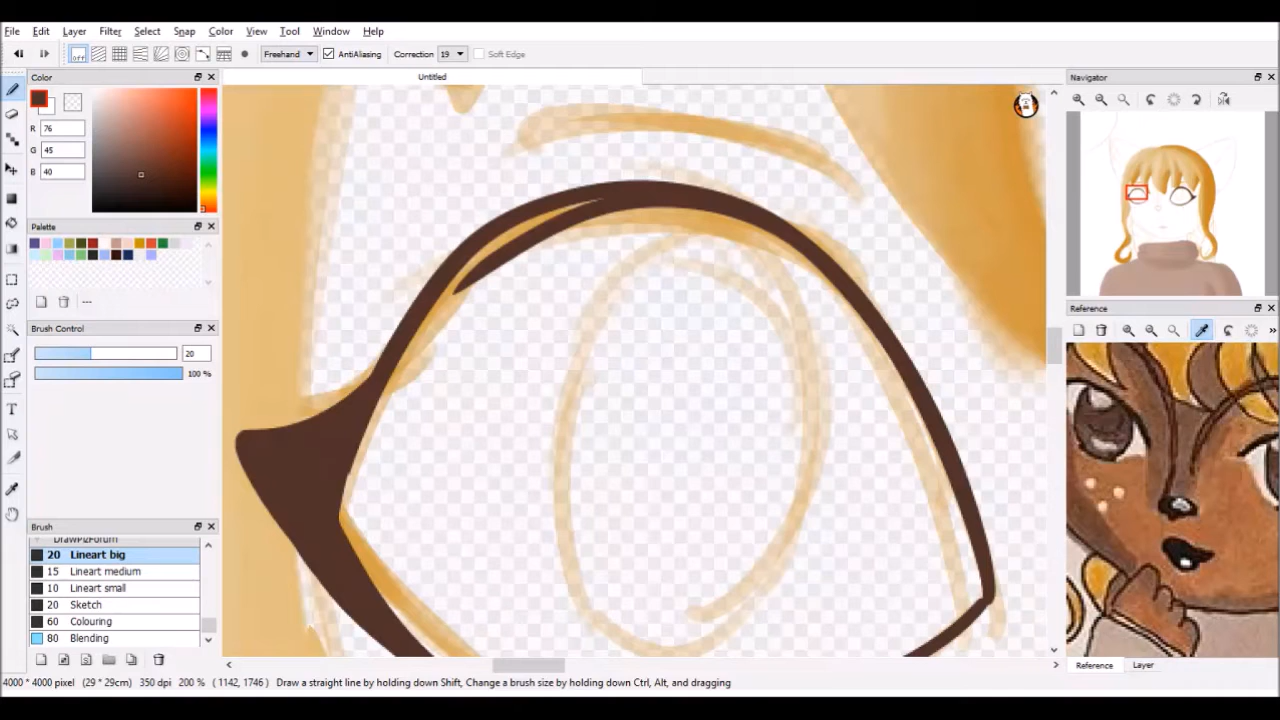 File Edit Layer Filter Select Snap Color View Tool Window Help
off Freehand AntiAliasing Correction 19 Soft Edge
Color
Untitled
Navigator
R 76
G 45
B 40
Palette
Reference
Brush Control
20
100 %
Brush
DrawPlzForum
20 Lineart big
15 Lineart medium
10 Lineart small
20 Sketch
60 Colouring
80 Blending
Reference Layer
4000 * 4000 pixel (29 * 29cm) 350 dpi 200 % ( 1142, 1746 ) Draw a straight line by holding down Shift, Change a brush size by holding down Ctrl, Alt, and dragging